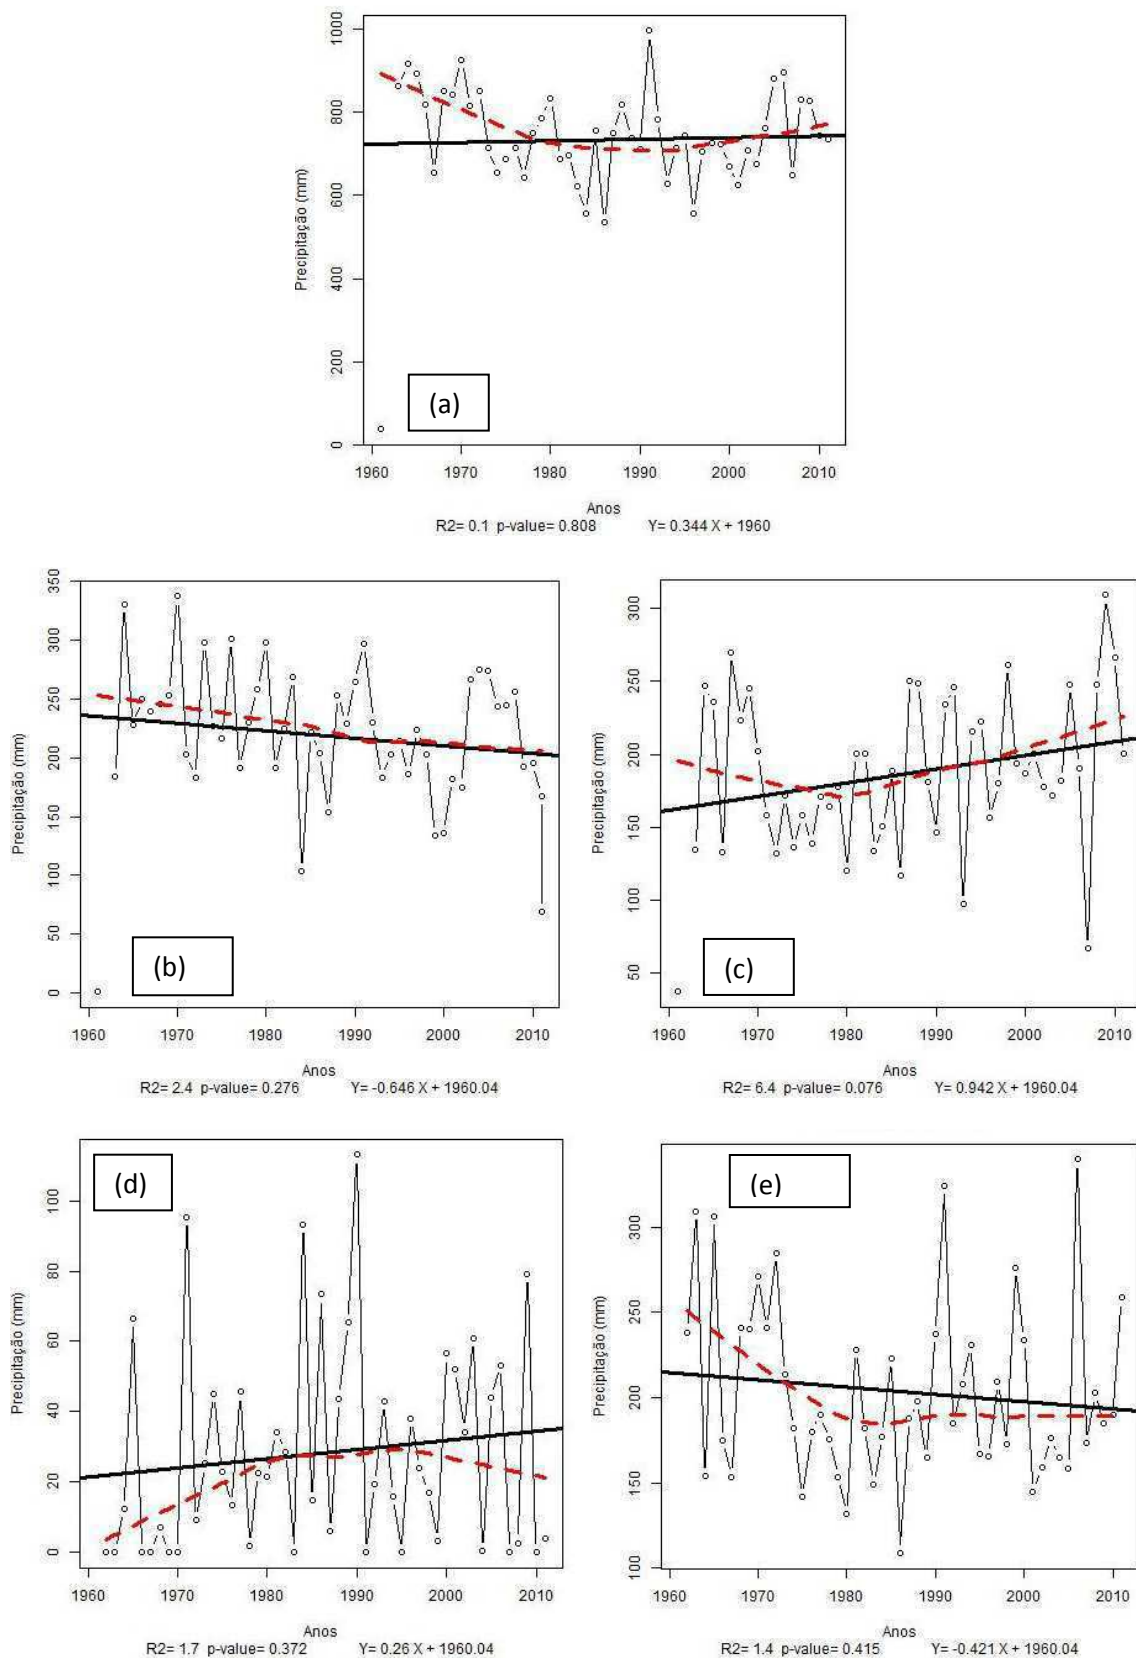 Precipitação (mm)
1000
800
600
400
200
0
(a)
1960 1970 1980 1990 2000 2010
Anos
R2= 0.1 p-value= 0.808 Y= 0.344 X + 1960
Precipitação (mm)
350
300
250
200
150
100
50
0
(b)
1960 1970 1980 1990 2000 2010
Anos
R2= 2.4 p-value= 0.276 Y= -0.646 X + 1960.04
Precipitação (mm)
300
250
200
150
100
50
(c)
1960 1970 1980 1990 2000 2010
Anos
R2= 6.4 p-value= 0.076 Y= 0.942 X + 1960.04
Precipitação (mm)
100
80
60
40
20
0
(d)
1960 1970 1980 1990 2000 2010
Anos
R2= 1.7 p-value= 0.372 Y= 0.26 X + 1960.04
Precipitação (mm)
300
250
200
150
100
(e)
1960 1970 1980 1990 2000 2010
Anos
R2= 1.4 p-value= 0.415 Y= -0.421 X + 1960.04